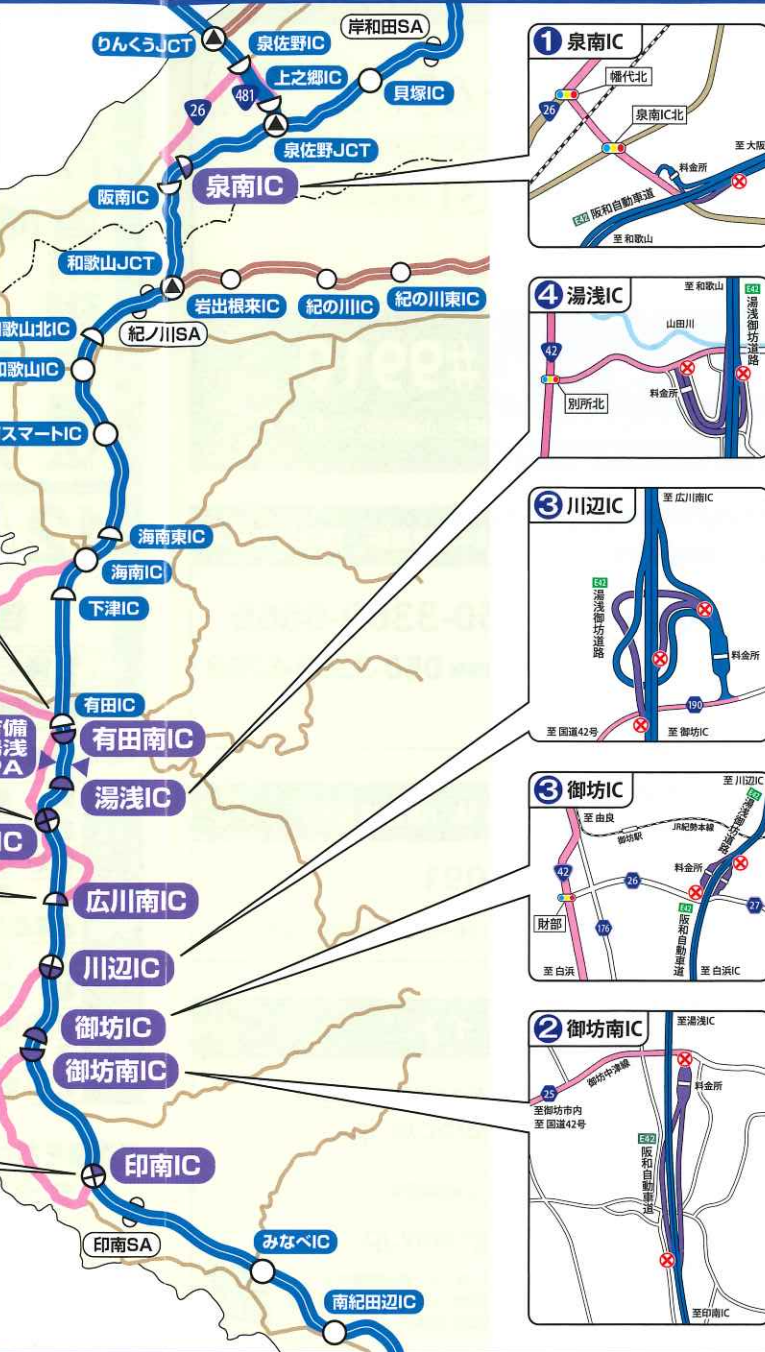 りんくうJCT
泉佐野IC
岸和田SA
上之郷IC
貝塚IC
26
481
泉佐野JCT
阪南IC
泉南IC
和歌山JCT
岩出根来IC
紀の川IC
紀の川東IC
紀ノ川SA
歌山北IC
歌山IC
スマートIC
海南東IC
海南IC
下津IC
有田IC
有田南IC
備
浅
PA
湯浅IC
IC
広川南IC
川辺IC
御坊IC
御坊南IC
印南IC
印南SA
みなべIC
南紀田辺IC
1 泉南IC
幡代北
26
泉南IC北
至 大阪
料金所
E42 阪和自動車道
至 和歌山
4 湯浅IC
至 和歌山
E42
湯浅御坊道路
山田川
42
別所北
料金所
3 川辺IC
至 広川南IC
E42
湯浅御坊道路
料金所
190
至 国道42号
至 御坊IC
3 御坊IC
至 川辺IC
至 由良
E42
湯浅御坊道路
御坊駅
JR紀勢本線
42
料金所
26
27
財部
176
E42
阪和自動車道
至 白浜
至 白浜IC
2 御坊南IC
至湯浅IC
御坊中津線
25
料金所
至御坊市内
至 国道42号
E42
阪和自動車道
至印南IC